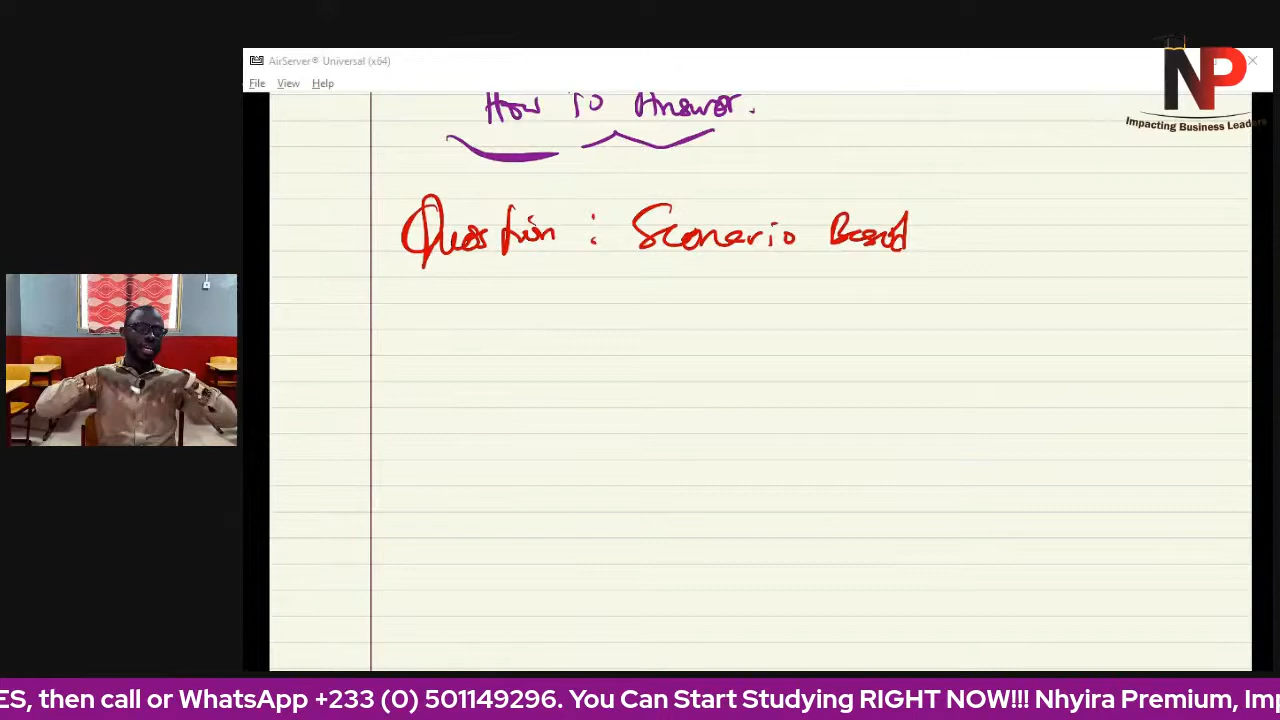 AirServer® Universal (x64)
File View Help
NP
Impacting Business Leaders
How To Answer.
Question : Scenario Based
ES, then call or WhatsApp +233 (0) 501149296. You Can Start Studying RIGHT NOW!!! Nhyira Premium, Imp